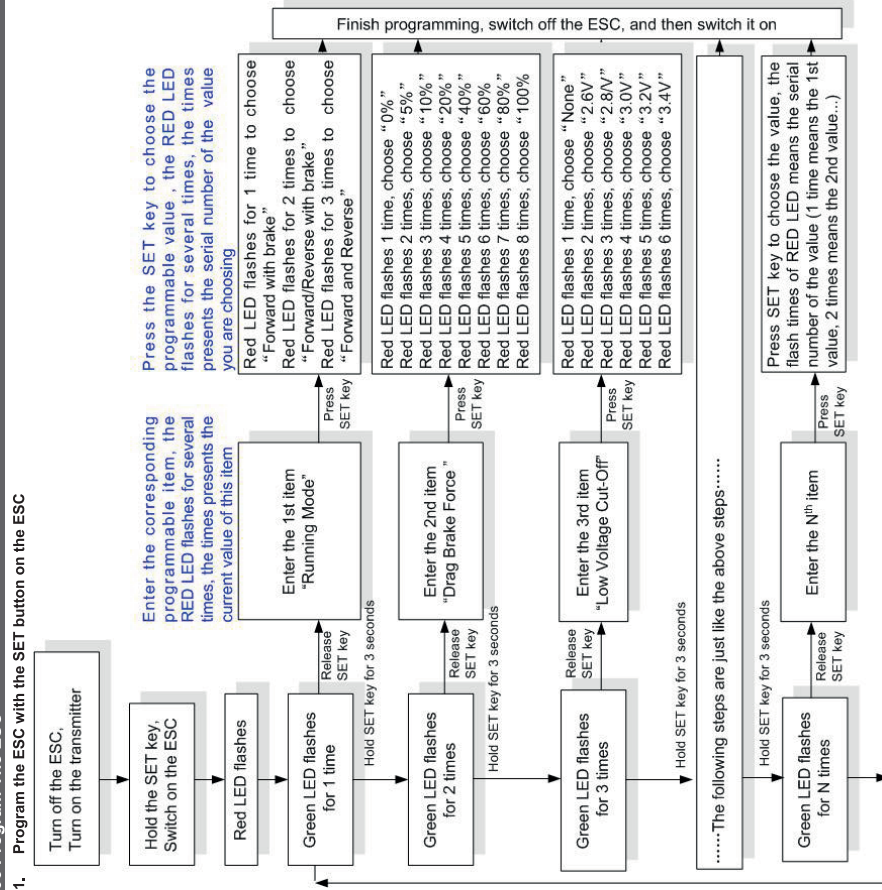 1. Program the ESC with the SET button on the ESC
Turn off the ESC,
Turn on the transmitter
Hold the SET key,
Switch on the ESC
Red LED flashes
Enter the corresponding
programmable item, the
RED LED flashes for several
times, the times presents the
current value of this item
Press the SET key to choose the
programmable value , the RED LED
flashes for several times, the times
presents the serial number of the value
you are choosing
Green LED flashes
for 1 time
Release
SET key
Enter the 1st item
“Running Mode”
Press
SET key
Red LED flashes for 1 time to choose
“Forward with brake”
Red LED flashes for 2 times to choose
“Forward/Reverse with brake”
Red LED flashes for 3 times to choose
“Forward and Reverse”
Hold SET key for 3 seconds
Green LED flashes
for 2 times
Release
SET key
Enter the 2nd item
“Drag Brake Force”
Press
SET key
Red LED flashes 1 time, choose “0%”
Red LED flashes 2 times, choose “5%”
Red LED flashes 3 times, choose “10%”
Red LED flashes 4 times, choose “20%”
Red LED flashes 5 times, choose “40%”
Red LED flashes 6 times, choose “60%
Red LED flashes 7 times, choose “80%”
Red LED flashes 8 times, choose “100%
Hold SET key for 3 seconds
Green LED flashes
for 3 times
Release
SET key
Enter the 3rd item
“Low Voltage Cut-Off”
Press
SET key
Red LED flashes 1 time, choose “None”
Red LED flashes 2 times, choose “2.6V”
Red LED flashes 3 times, choose “2.8/V”
Red LED flashes 4 times, choose “3.0V”
Red LED flashes 5 times, choose “3.2V”
Red LED flashes 6 times, choose “3.4V”
Hold SET key for 3 seconds
······The following steps are just like the above steps······
Hold SET key for 3 seconds
Green LED flashes
for N times
Release
SET key
Enter the Nth item
Press
SET key
Press SET key to choose the value, the
flash times of RED LED means the serial
number of the value (1 time means the 1st
value, 2 times means the 2nd value...)
Finish programming, switch off the ESC, and then switch it on